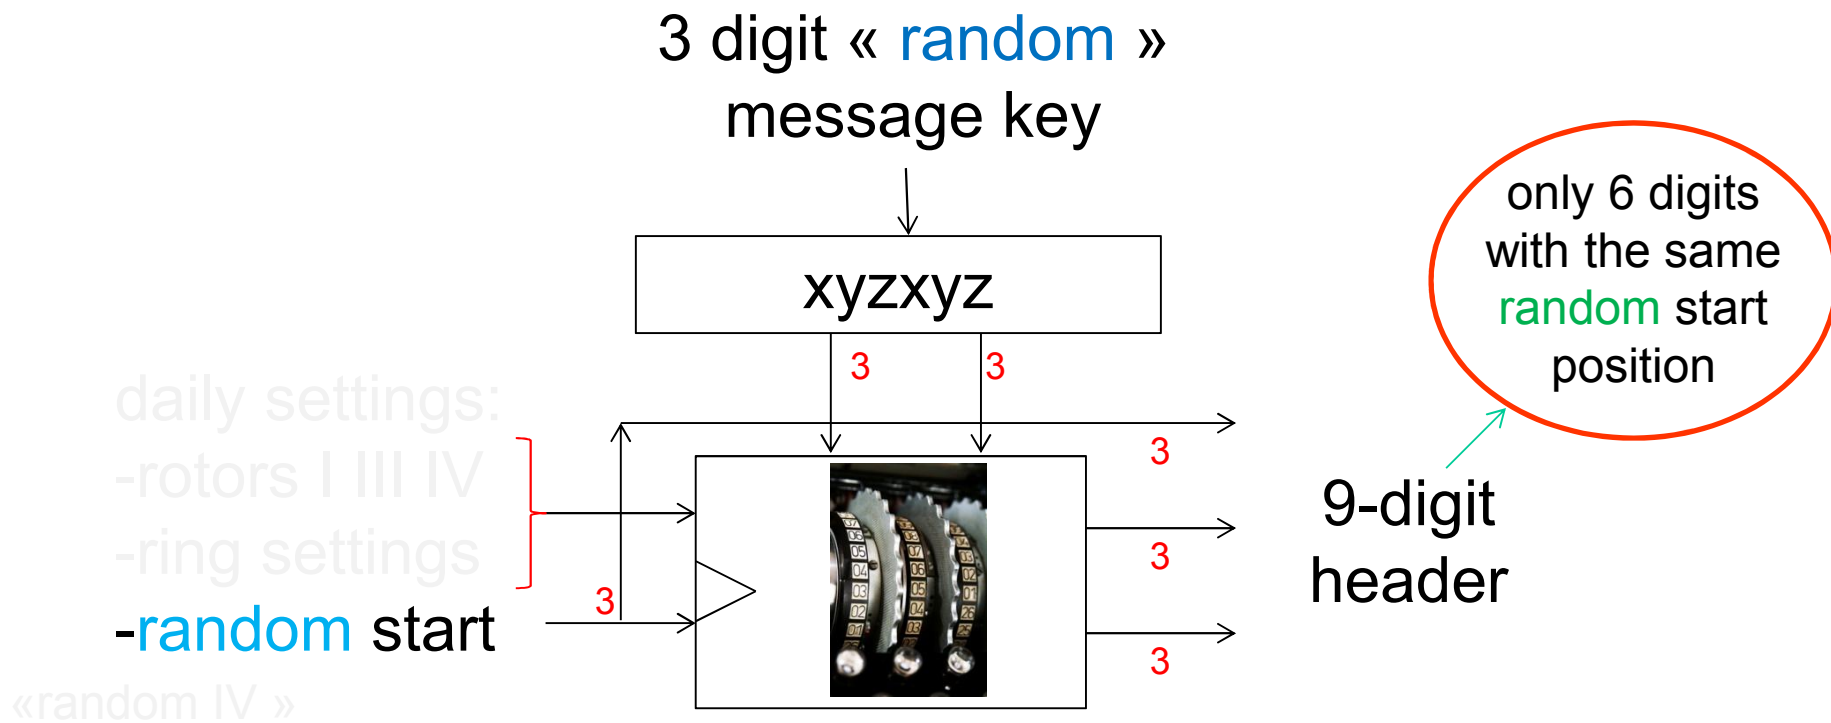 3 digit « random »
message key
xyzxyz
3
3
only 6 digits
with the same
random start
position
daily settings:
-rotors I III IV
-ring settings
-random start
«random IV »
3
3
3
3
9-digit
header